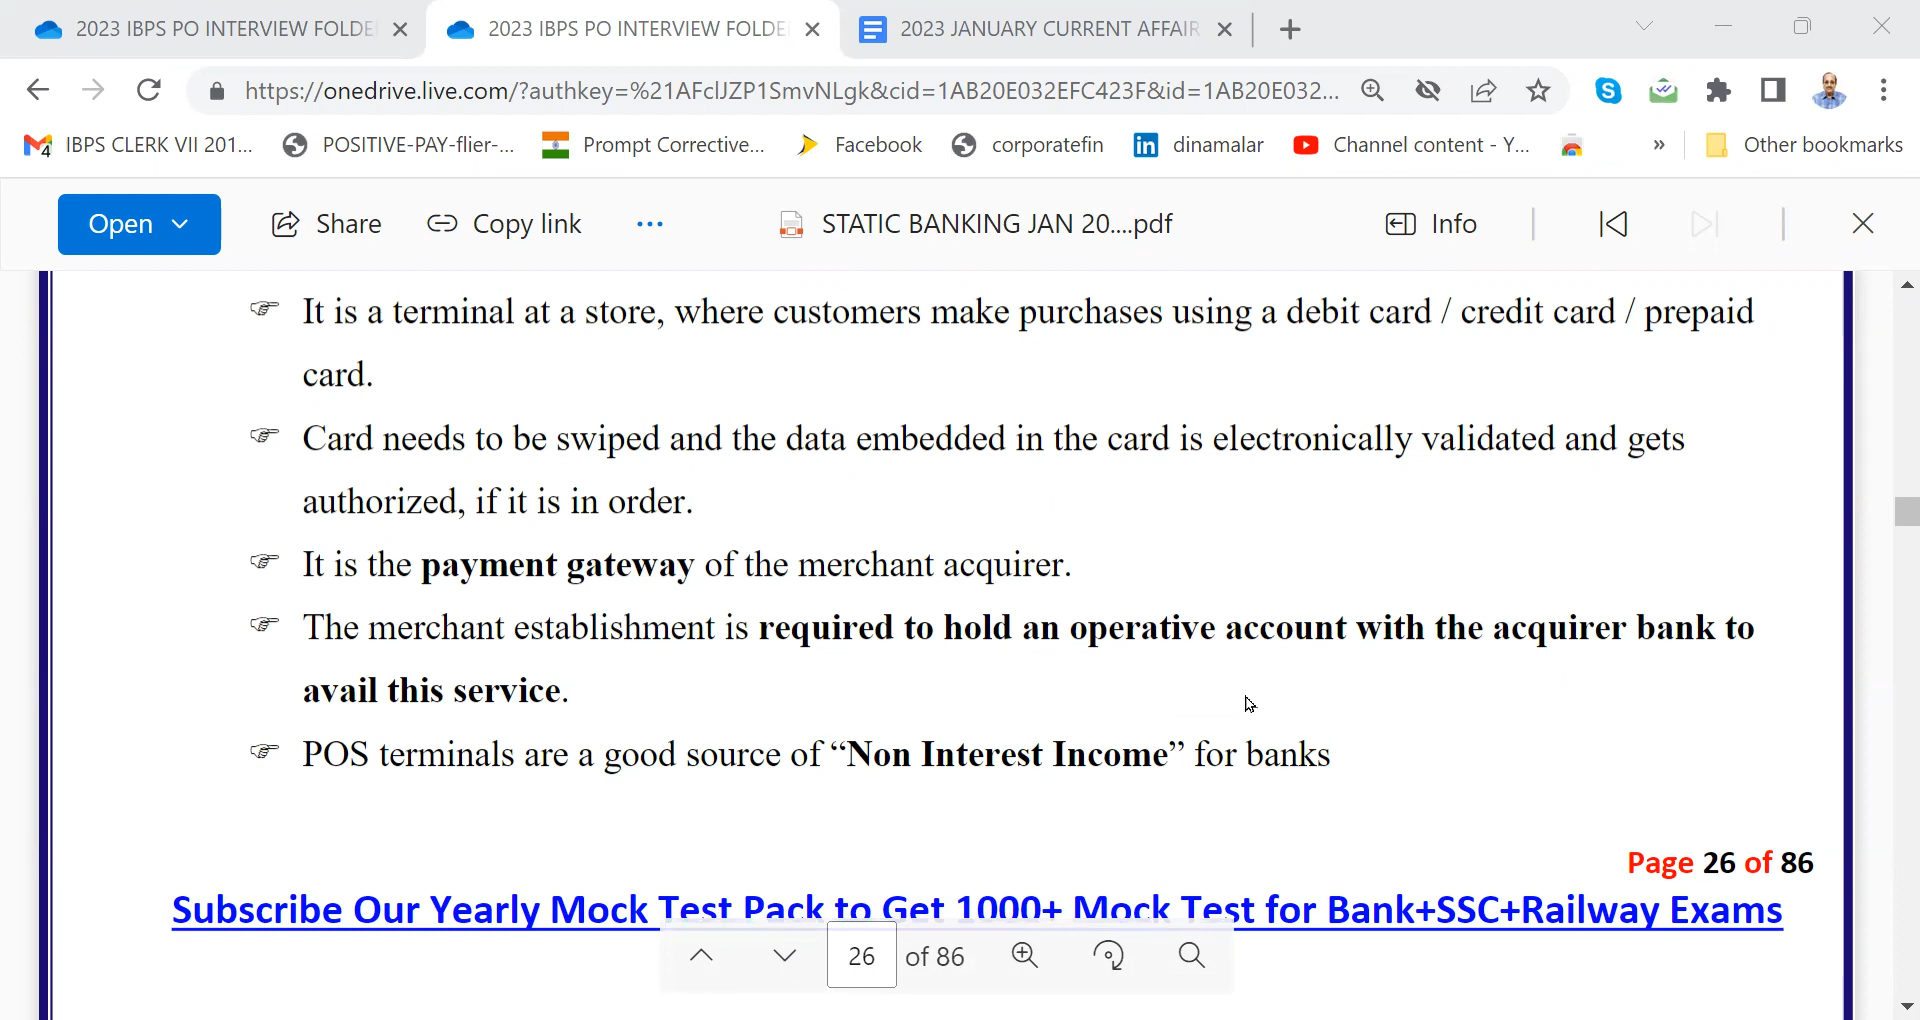 2023 IBPS PO INTERVIEW FOLDE
2023 IBPS PO INTERVIEW FOLDE
2023 JANUARY CURRENT AFFAIR
https://onedrive.live.com/?authkey=%21AFclJZP1SmvNLgk&cid=1AB20E032EFC423F&id=1AB20E032...
IBPS CLERK VII 201... POSITIVE-PAY-flier-... Prompt Corrective... Facebook corporatefin dinamalar Channel content - Y... » Other bookmarks
Open Share Copy link ... STATIC BANKING JAN 20....pdf Info
☞ It is a terminal at a store, where customers make purchases using a debit card / credit card / prepaid
card.
☞ Card needs to be swiped and the data embedded in the card is electronically validated and gets
authorized, if it is in order.
☞ It is the payment gateway of the merchant acquirer.
☞ The merchant establishment is required to hold an operative account with the acquirer bank to
avail this service.
☞ POS terminals are a good source of “Non Interest Income” for banks
Page 26 of 86
Subscribe Our Yearly Mock Test Pack to Get 1000+ Mock Test for Bank+SSC+Railway Exams
26 of 86